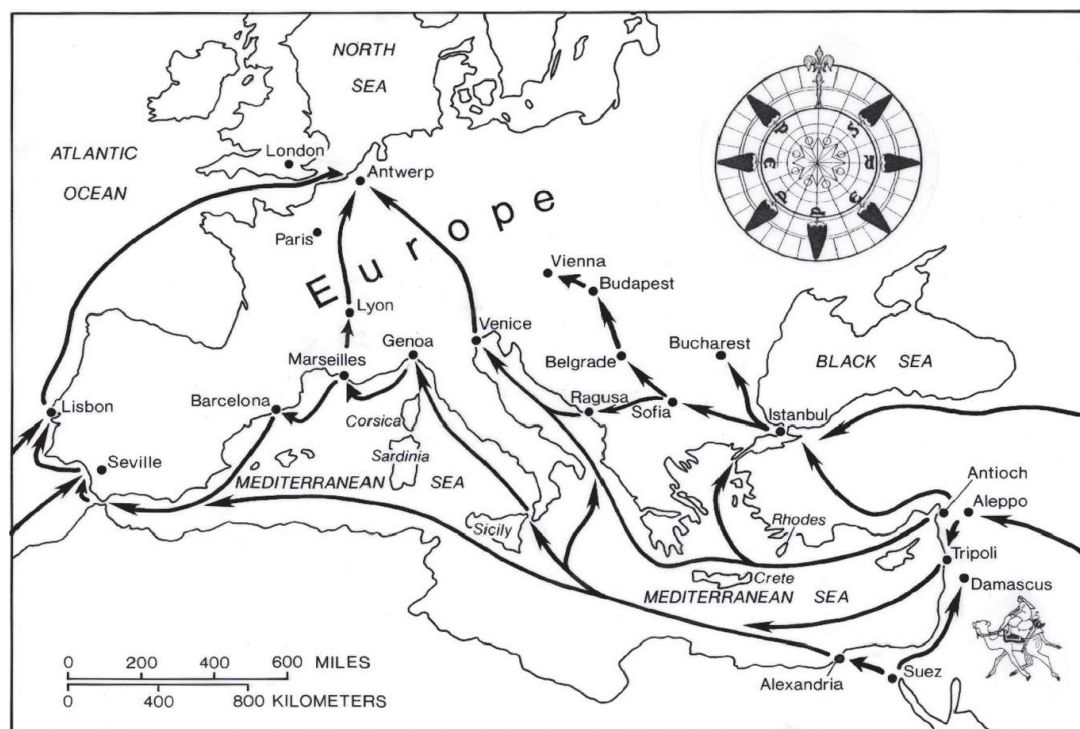 NORTH
SEA
ATLANTIC
OCEAN
London
Antwerp
Paris
Europe
Vienna
Budapest
Lyon
Venice
Genoa
Belgrade
Bucharest
BLACK SEA
Marseilles
Lisbon
Barcelona
Corsica
Ragusa
Sofia
Istanbul
Seville
Sardinia
MEDITERRANEAN SEA
Antioch
Aleppo
Sicily
Rhodes
Tripoli
Crete
Damascus
MEDITERRANEAN SEA
Alexandria
Suez
0 200 400 600 MILES
0 400 800 KILOMETERS